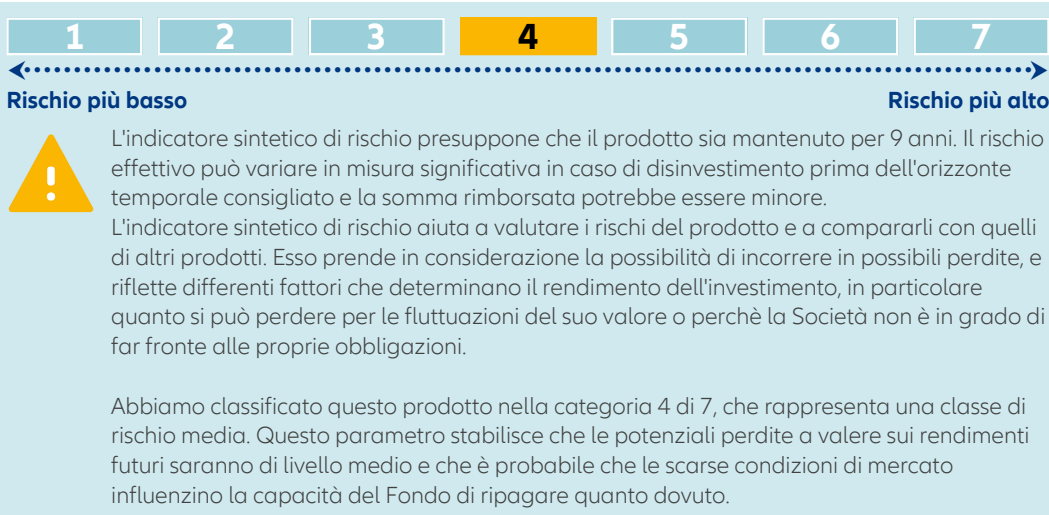 1 2 3 4 5 6 7
Rischio più basso Rischio più alto
L'indicatore sintetico di rischio presuppone che il prodotto sia mantenuto per 9 anni. Il rischio
effettivo può variare in misura significativa in caso di disinvestimento prima dell'orizzonte
temporale consigliato e la somma rimborsata potrebbe essere minore.
L'indicatore sintetico di rischio aiuta a valutare i rischi del prodotto e a compararli con quelli
di altri prodotti. Esso prende in considerazione la possibilità di incorrere in possibili perdite, e
riflette differenti fattori che determinano il rendimento dell'investimento, in particolare
quanto si può perdere per le fluttuazioni del suo valore o perchè la Società non è in grado di
far fronte alle proprie obbligazioni.
Abbiamo classificato questo prodotto nella categoria 4 di 7, che rappresenta una classe di
rischio media. Questo parametro stabilisce che le potenziali perdite a valere sui rendimenti
futuri saranno di livello medio e che è probabile che le scarse condizioni di mercato
influenzino la capacità del Fondo di ripagare quanto dovuto.